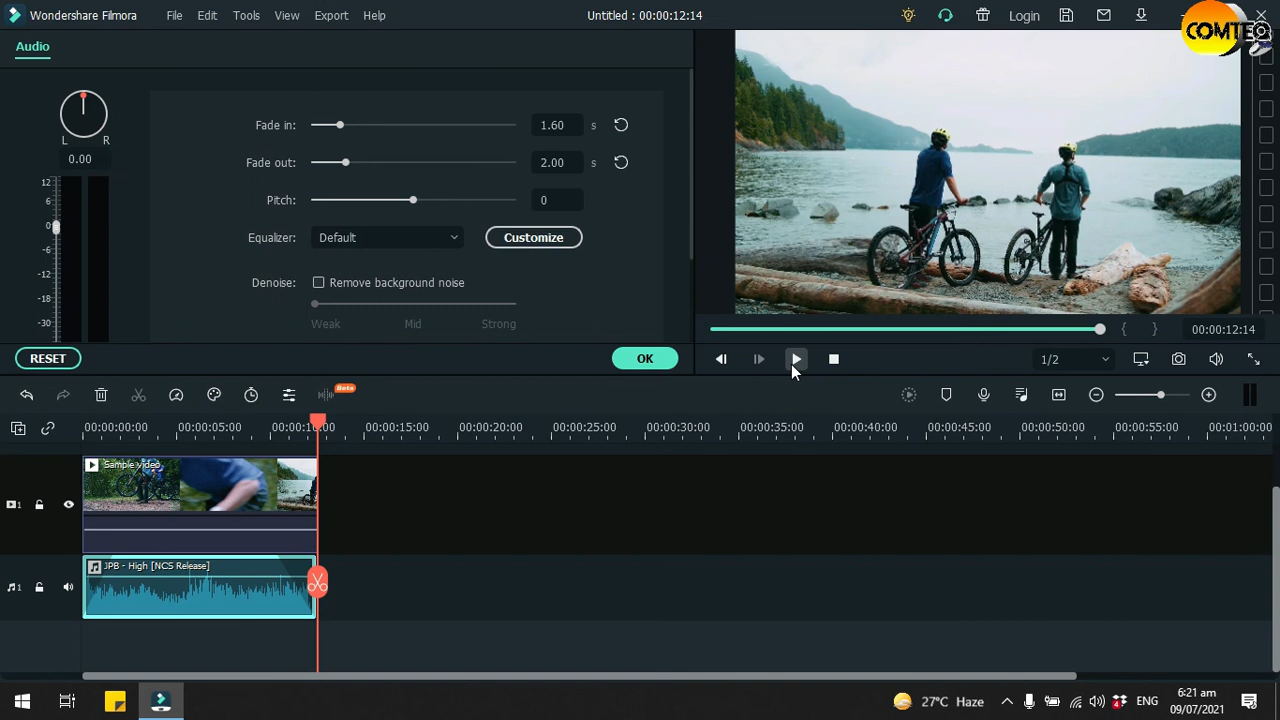 Wondershare Filmora File Edit Tools View Export Help Untitled : 00:00:12:14 Login
COMTEQ
Audio
L R
0.00
12
6
0
-6
-12
-18
-30
Fade in: 1.60 s
Fade out: 2.00 s
Pitch: 0
Equalizer: Default Customize
Denoise: Remove background noise
Weak Mid Strong
RESET OK
00:00:12:14
1/2
Beta
00:00:00:00 00:00:05:00 00:00:10:00 00:00:15:00 00:00:20:00 00:00:25:00 00:00:30:00 00:00:35:00 00:00:40:00 00:00:45:00 00:00:50:00 00:00:55:00 00:01:00:00
Sample video
1
JPB - High [NCS Release]
1
27°C Haze ENG 6:21 am
09/07/2021